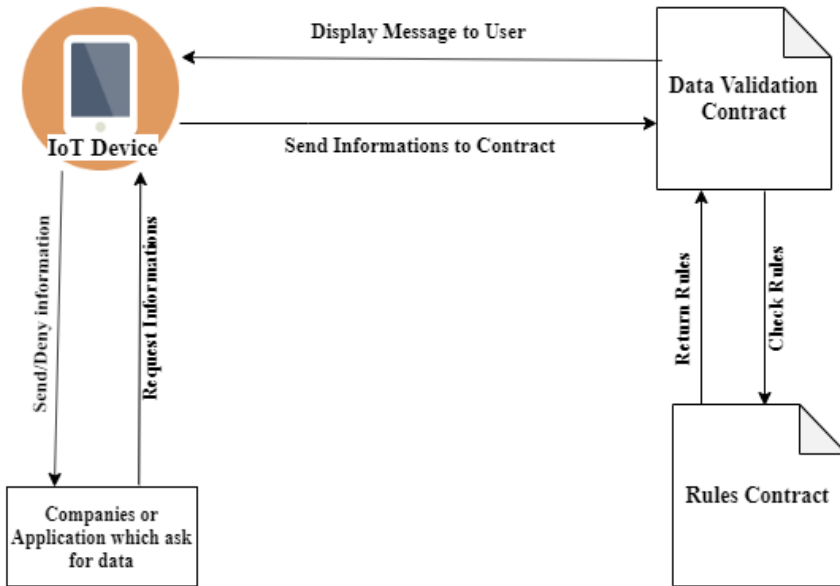 Display Message to User
Data Validation
Contract
IoT Device
Send Informations to Contract
Send/Deny information
Request Informations
Return Rules
Check Rules
Companies or
Application which ask
for data
Rules Contract